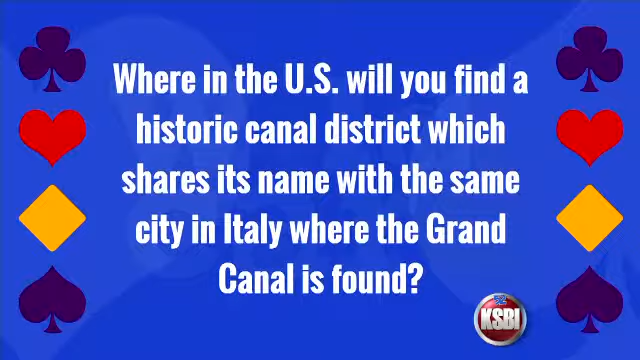 Where in the U.S. will you find a
historic canal district which
shares its name with the same
city in Italy where the Grand
Canal is found?
52
KSBI